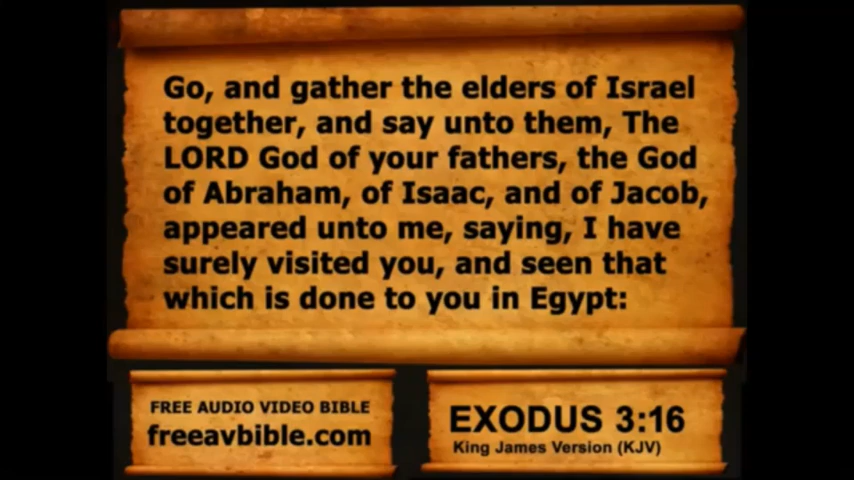 Go, and gather the elders of Israel
together, and say unto them, The
LORD God of your fathers, the God
of Abraham, of Isaac, and of Jacob,
appeared unto me, saying, I have
surely visited you, and seen that
which is done to you in Egypt:
FREE AUDIO VIDEO BIBLE
freeavbible.com
EXODUS 3:16
King James Version (KJV)